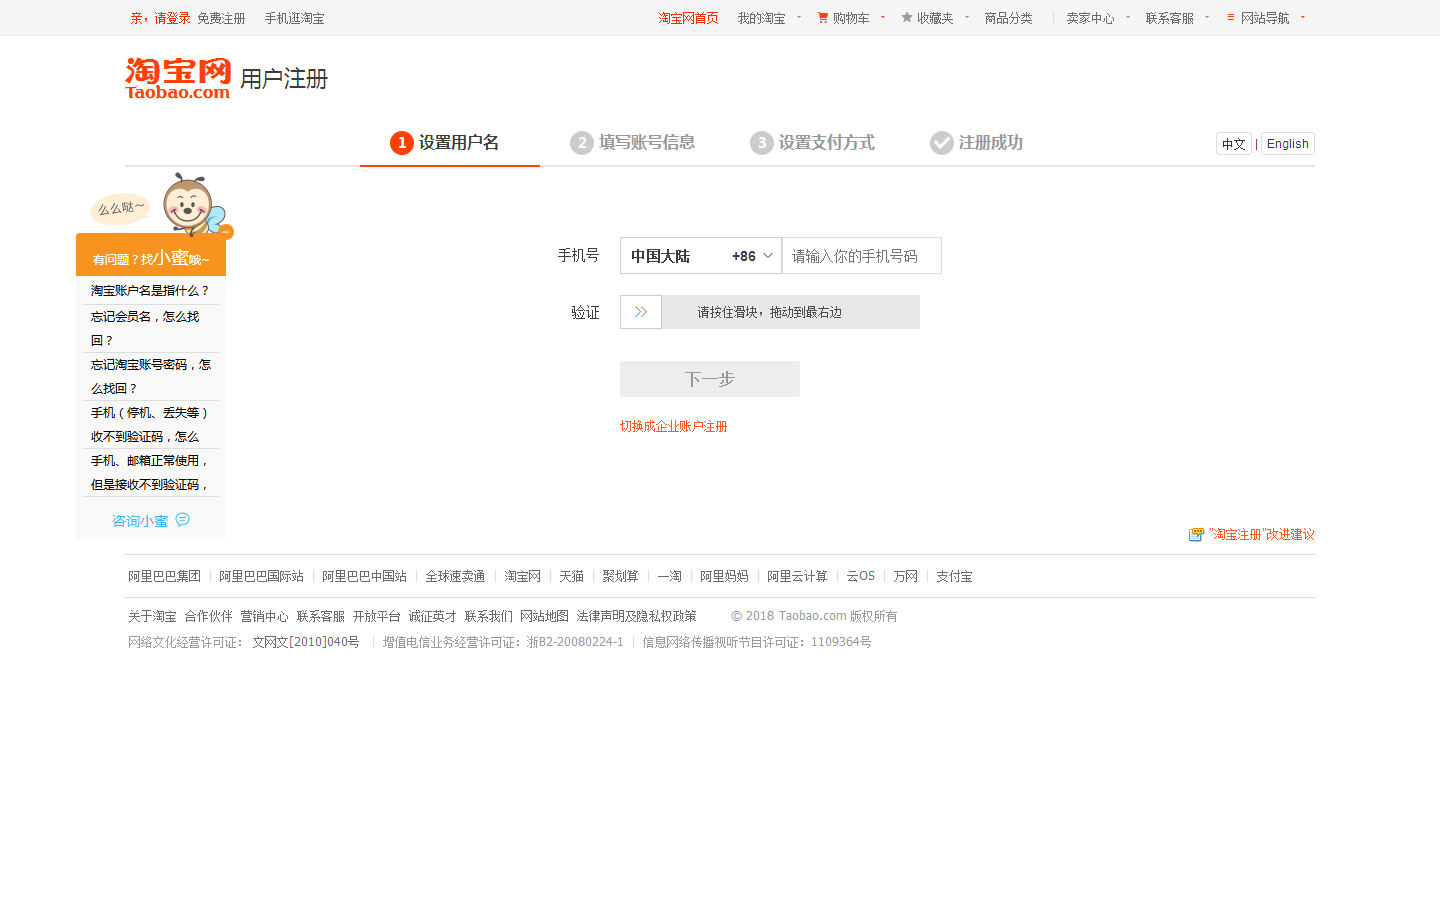 亲，请登录 免费注册 手机逛淘宝 淘宝网首页 我的淘宝 购物车 收藏夹 商品分类 卖家中心 联系客服 网站导航
淘宝网
Taobao.com
用户注册
1 设置用户名 2 填写账号信息 3 设置支付方式 注册成功
中文 | English
么么哒~
有问题？找小蜜哦~
淘宝账户名是指什么？
忘记会员名，怎么找
回？
忘记淘宝账号密码，怎
么找回？
手机（停机、丢失等）
收不到验证码，怎么
手机、邮箱正常使用，
但是接收不到验证码，
咨询小蜜
手机号 中国大陆 +86 请输入你的手机号码
验证 请按住滑块，拖动到最右边
下一步
切换成企业账户注册
"淘宝注册"改进建议
阿里巴巴集团 | 阿里巴巴国际站 | 阿里巴巴中国站 | 全球速卖通 | 淘宝网 | 天猫 | 聚划算 | 一淘 | 阿里妈妈 | 阿里云计算 | 云OS | 万网 | 支付宝
关于淘宝 合作伙伴 营销中心 联系客服 开放平台 诚征英才 联系我们 网站地图 法律声明及隐私权政策 © 2018 Taobao.com 版权所有
网络文化经营许可证： 文网文[2010]040号 | 增值电信业务经营许可证：浙B2-20080224-1 | 信息网络传播视听节目许可证：1109364号